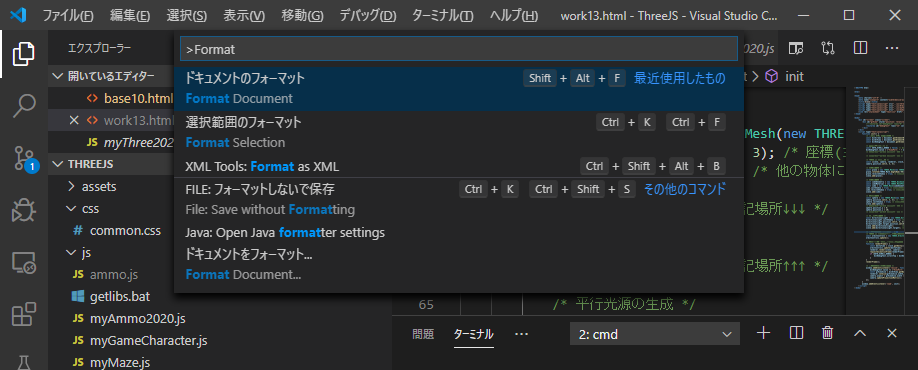 ファイル(F) 編集(E) 選択(S) 表示(V) 移動(G) デバッグ(D) ターミナル(T) ヘルプ(H) work13.html - ThreeJS - Visual Studio C...
エクスプローラー
>Format
020.js
開いているエディター
init
base10.html
work13.html
myThree202
THREEJS
assets
css
common.css
js
ammo.js
getlibs.bat
myAmmo2020.js
myGameCharacter.js
myMaze.js
1
ドキュメントのフォーマット Shift + Alt + F 最近使用したもの
Format Document
選択範囲のフォーマット Ctrl + K Ctrl + F
Format Selection
XML Tools: Format as XML Ctrl + Shift + Alt + B
FILE: フォーマットしないで保存 Ctrl + K Ctrl + Shift + S その他のコマンド
File: Save without Formatting
Java: Open Java formatter settings
ドキュメントをフォーマット...
Format Document...
Mesh(new THRE
3); /* 座標(
/* 他の物体に
記場所↓↓↓ */
記場所↑↑↑ */
65 /* 平行光源の生成 */
問題 ターミナル ... 2: cmd